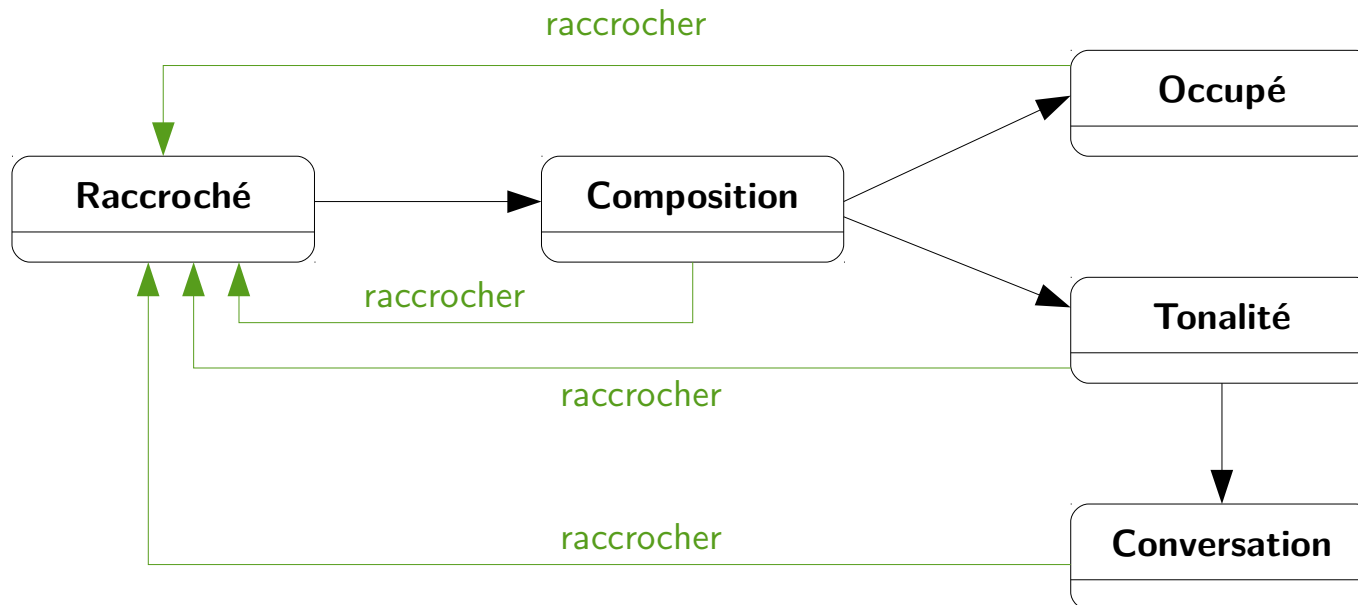 raccrocher
Occupé
Raccroché
Composition
raccrocher
Tonalité
raccrocher
raccrocher
Conversation